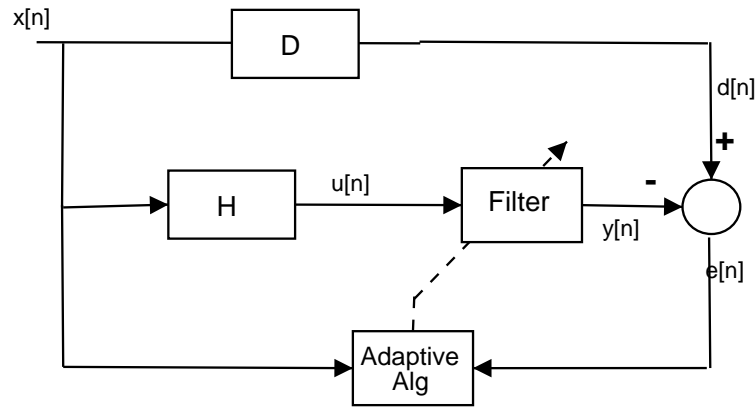 x[n]
D
d[n]
+
H
u[n]
Filter
-
y[n]
e[n]
Adaptive
Alg